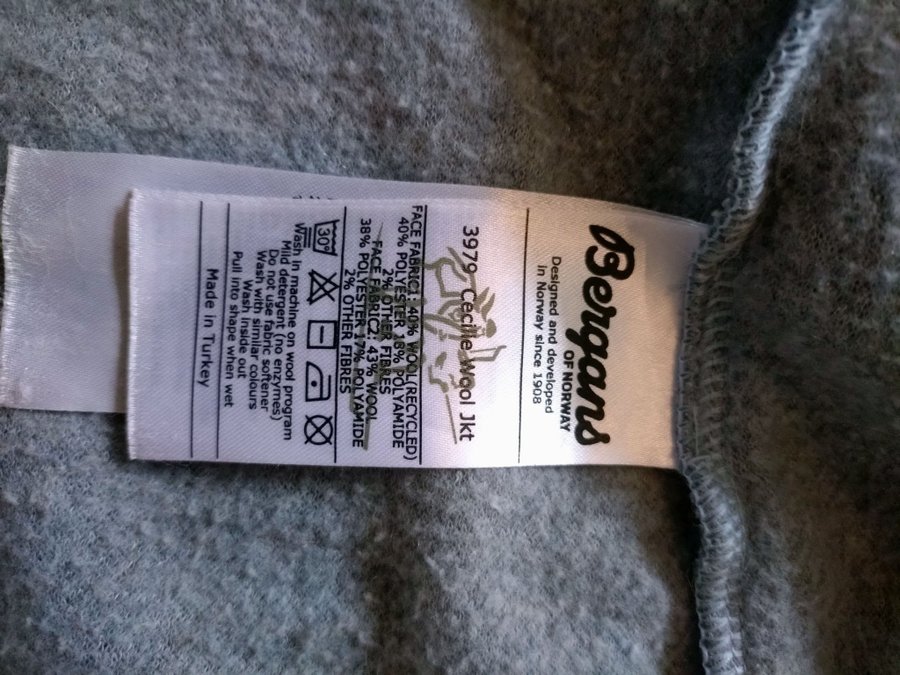 Bergans
OF NORWAY
Designed and developed
in Norway since 1908
3979 Cecilie Wool Jkt
FACE FABRIC1: 40% WOOL(RECYCLED)
40% POLYESTER 18% POLYAMIDE
2% OTHER FIBRES
FACE FABRIC2: 43% WOOL
38% POLYESTER 17% POLYAMIDE
2% OTHER FIBRES
30°
Wash in machine on wool program
Mild detergent (no enzymes)
Do not use fabric softener
Wash with similar colours
Wash inside out
Pull into shape when wet
Made in Turkey